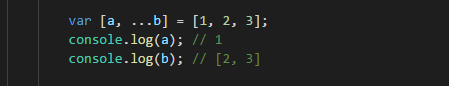 var [a, ...b] = [1, 2, 3];
console.log(a); // 1
console.log(b); // [2, 3]